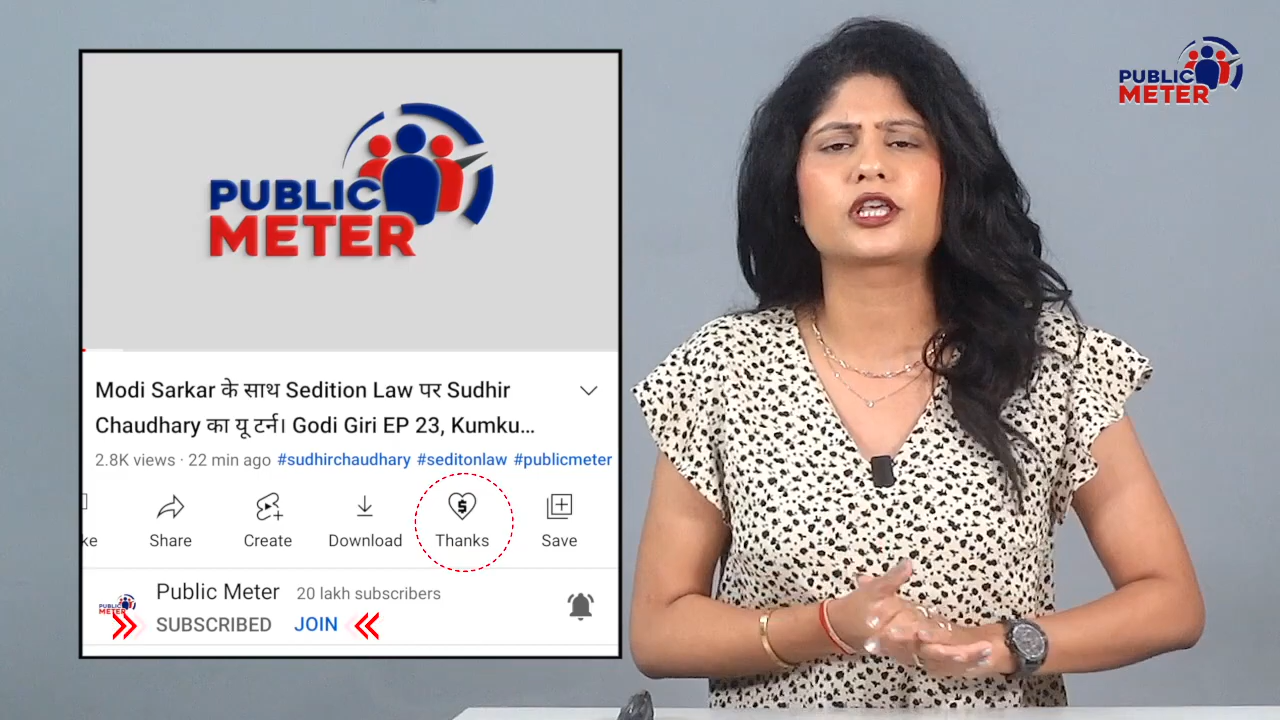 PUBLIC
METER
PUBLIC
METER
Modi Sarkar के साथ Sedition Law पर Sudhir
Chaudhary का यू टर्न। Godi Giri EP 23, Kumku...
2.8K views · 22 min ago #sudhirchaudhary #seditonlaw #publicmeter
ke
Share
Create
Download
Thanks
Save
Public Meter 20 lakh subscribers
PUBLIC
METER
SUBSCRIBED JOIN